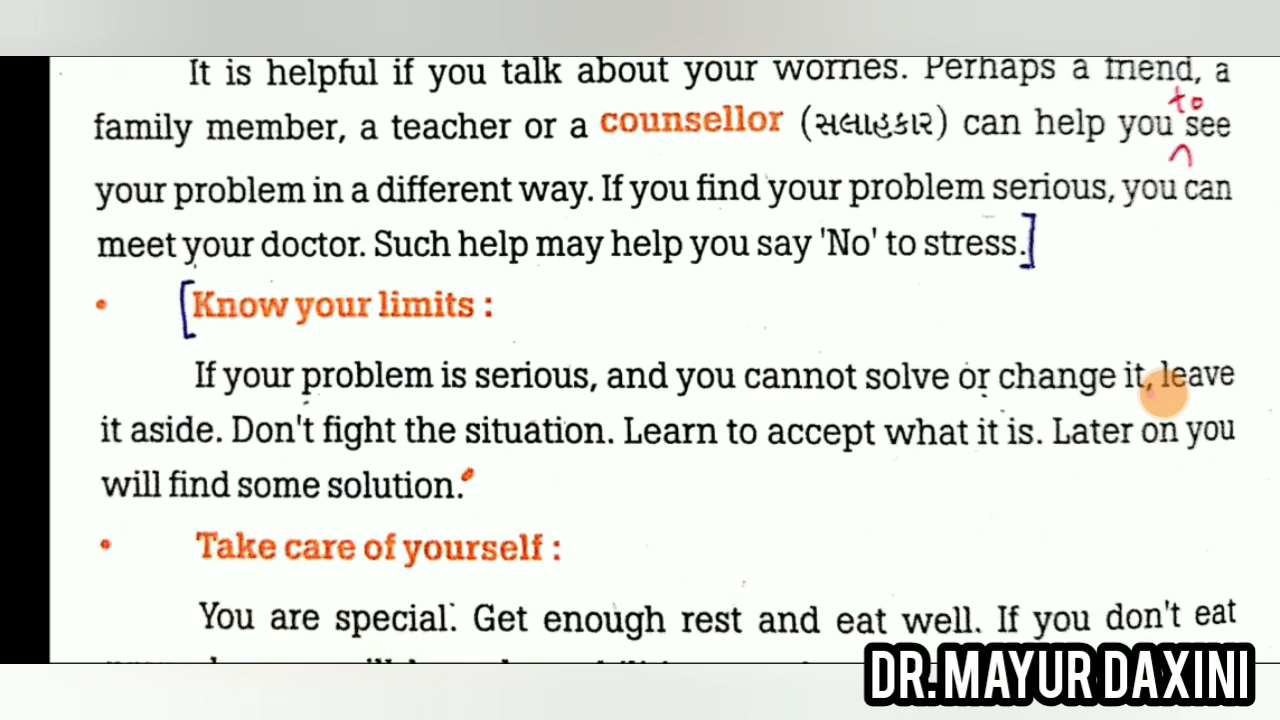 It is helpful if you talk about your worries. Perhaps a friend, a
to
family member, a teacher or a counsellor (સલાહકાર) can help you see
your problem in a different way. If you find your problem serious, you can
meet your doctor. Such help may help you say 'No' to stress.]
• [Know your limits :
If your problem is serious, and you cannot solve or change it, leave
it aside. Don't fight the situation. Learn to accept what it is. Later on you
will find some solution.
• Take care of yourself :
You are special. Get enough rest and eat well. If you don't eat
DR. MAYUR DAXINI